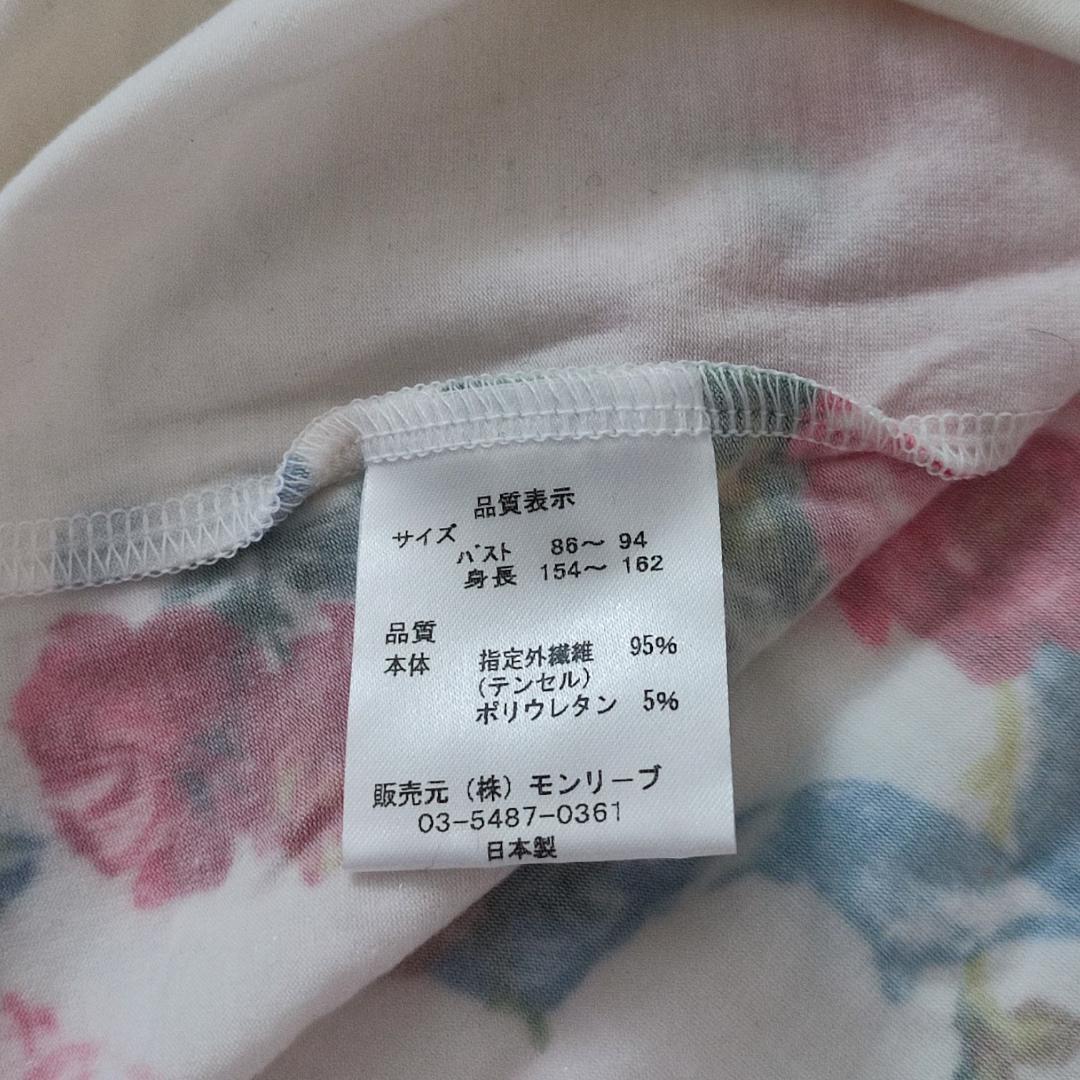 品質表示
サイズ
バスト 86〜 94
身長 154〜 162
品質
本体 指定外繊維 95%
(テンセル)
ポリウレタン 5%
販売元 (株) モンリーブ
03-5487-0361
日本製